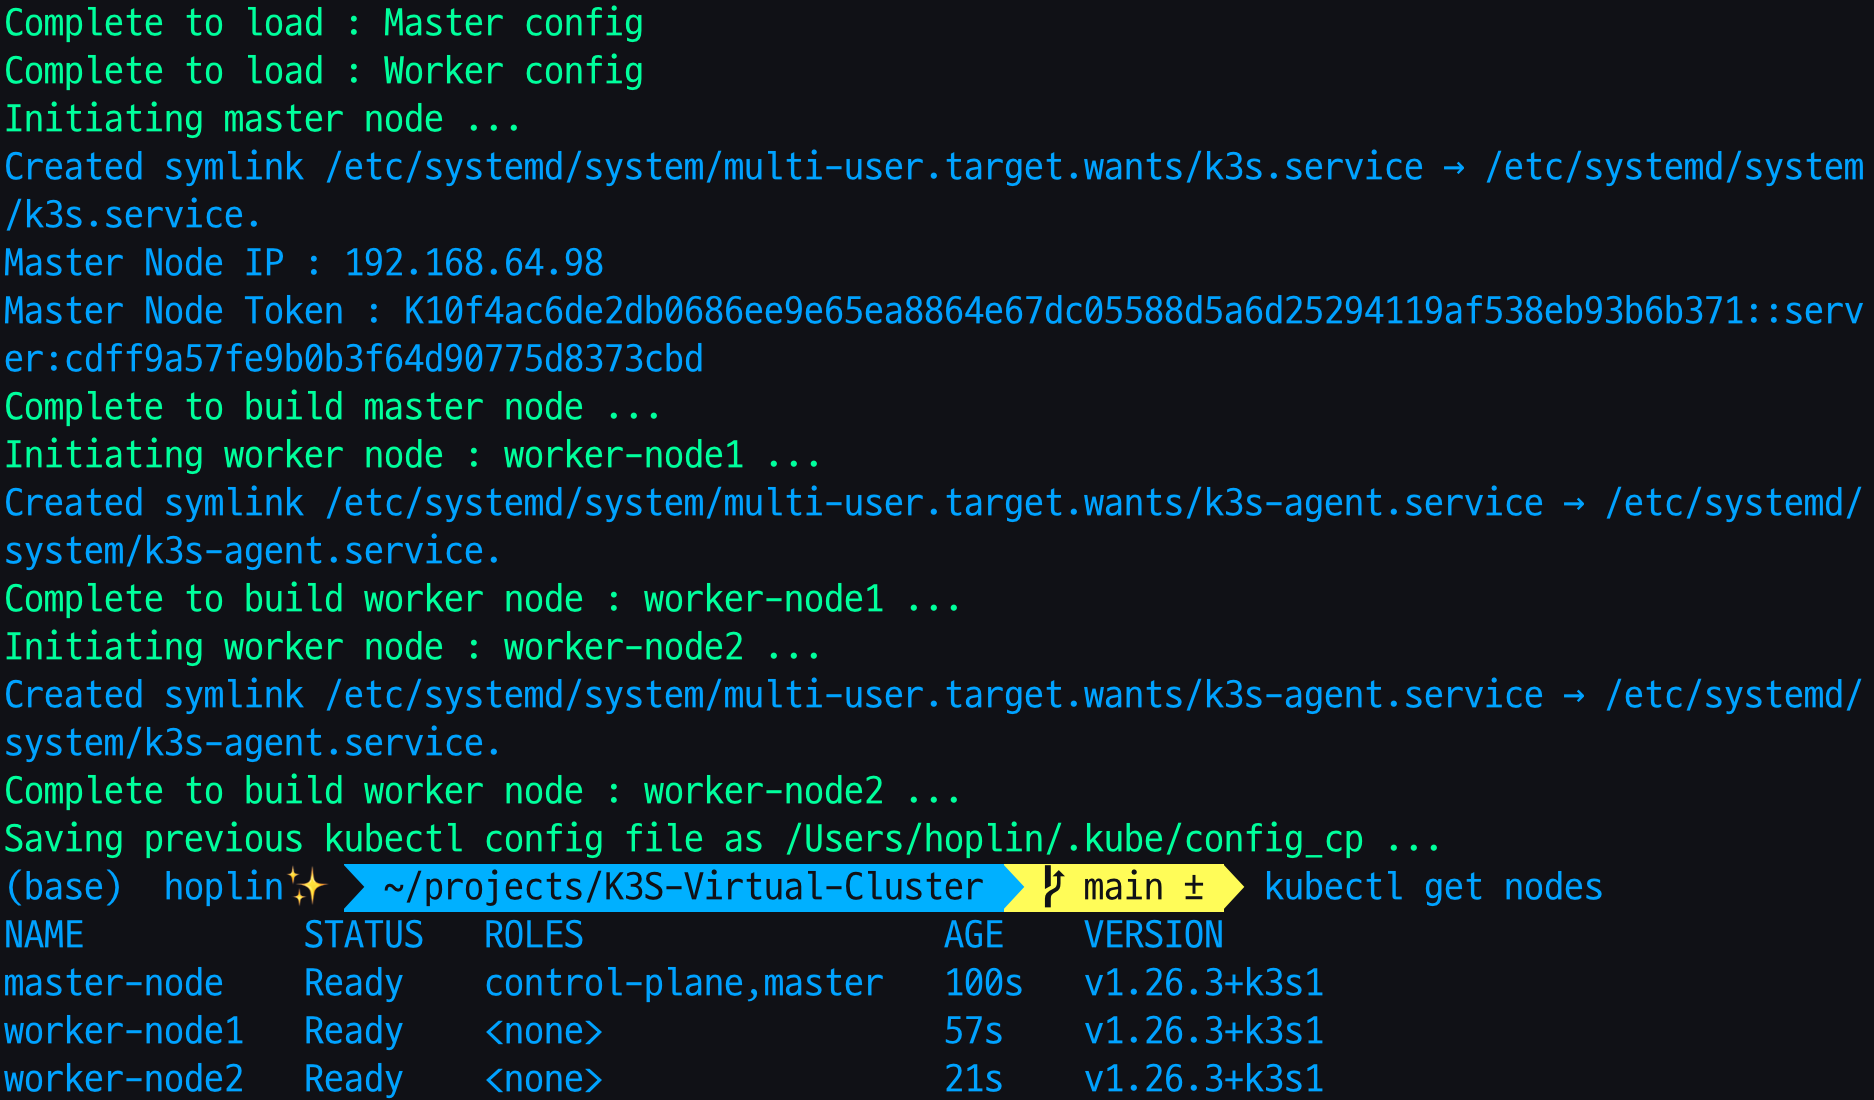 Complete to load : Master config
Complete to load : Worker config
Initiating master node ...
Created symlink /etc/systemd/system/multi-user.target.wants/k3s.service → /etc/systemd/system
/k3s.service.
Master Node IP : 192.168.64.98
Master Node Token : K10f4ac6de2db0686ee9e65ea8864e67dc05588d5a6d25294119af538eb93b6b371::serv
er:cdff9a57fe9b0b3f64d90775d8373cbd
Complete to build master node ...
Initiating worker node : worker-node1 ...
Created symlink /etc/systemd/system/multi-user.target.wants/k3s-agent.service → /etc/systemd/
system/k3s-agent.service.
Complete to build worker node : worker-node1 ...
Initiating worker node : worker-node2 ...
Created symlink /etc/systemd/system/multi-user.target.wants/k3s-agent.service → /etc/systemd/
system/k3s-agent.service.
Complete to build worker node : worker-node2 ...
Saving previous kubectl config file as /Users/hoplin/.kube/config_cp ...
(base) hoplin✨ ~/projects/K3S-Virtual-Cluster main ± kubectl get nodes
NAME STATUS ROLES AGE VERSION
master-node Ready control-plane,master 100s v1.26.3+k3s1
worker-node1 Ready <none> 57s v1.26.3+k3s1
worker-node2 Ready <none> 21s v1.26.3+k3s1